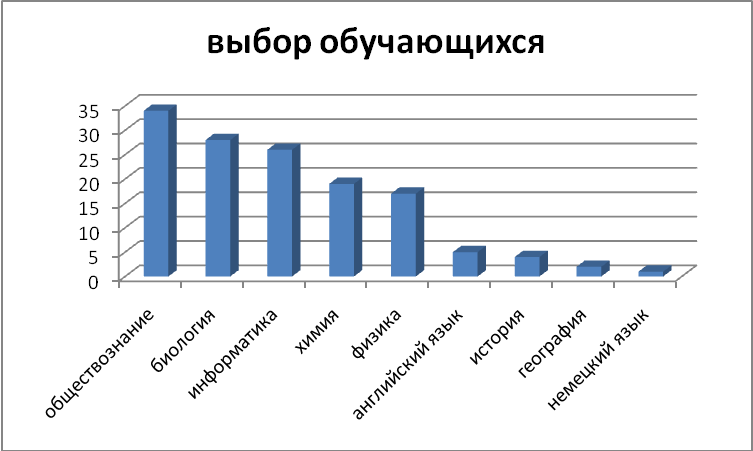 выбор обучающихся
35
30
25
20
15
10
5
0
обществознание
биология
информатика
химия
физика
английский язык
история
география
немецкий язык